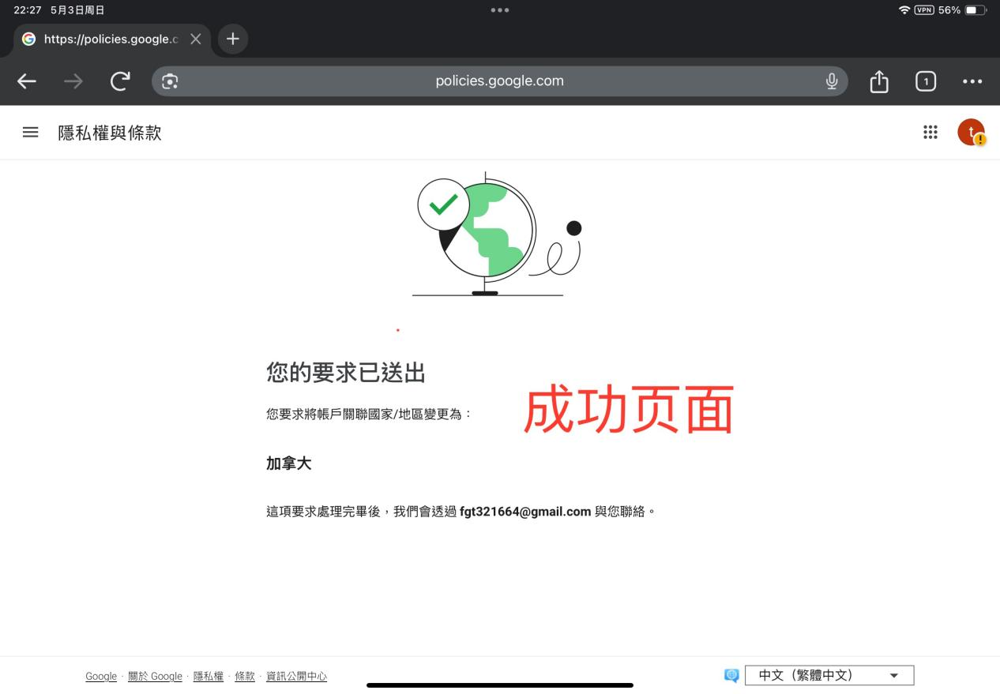 22:27 5月3日周日
VPN 56%
https://policies.google.c
policies.google.com
1
隱私權與條款
t
您的要求已送出
您要求將帳戶關聯國家/地區變更為：
成功页面
加拿大
這項要求處理完畢後，我們會透過 fgt321664@gmail.com 與您聯絡。
Google · 關於 Google · 隱私權 · 條款 · 資訊公開中心
中文（繁體中文）